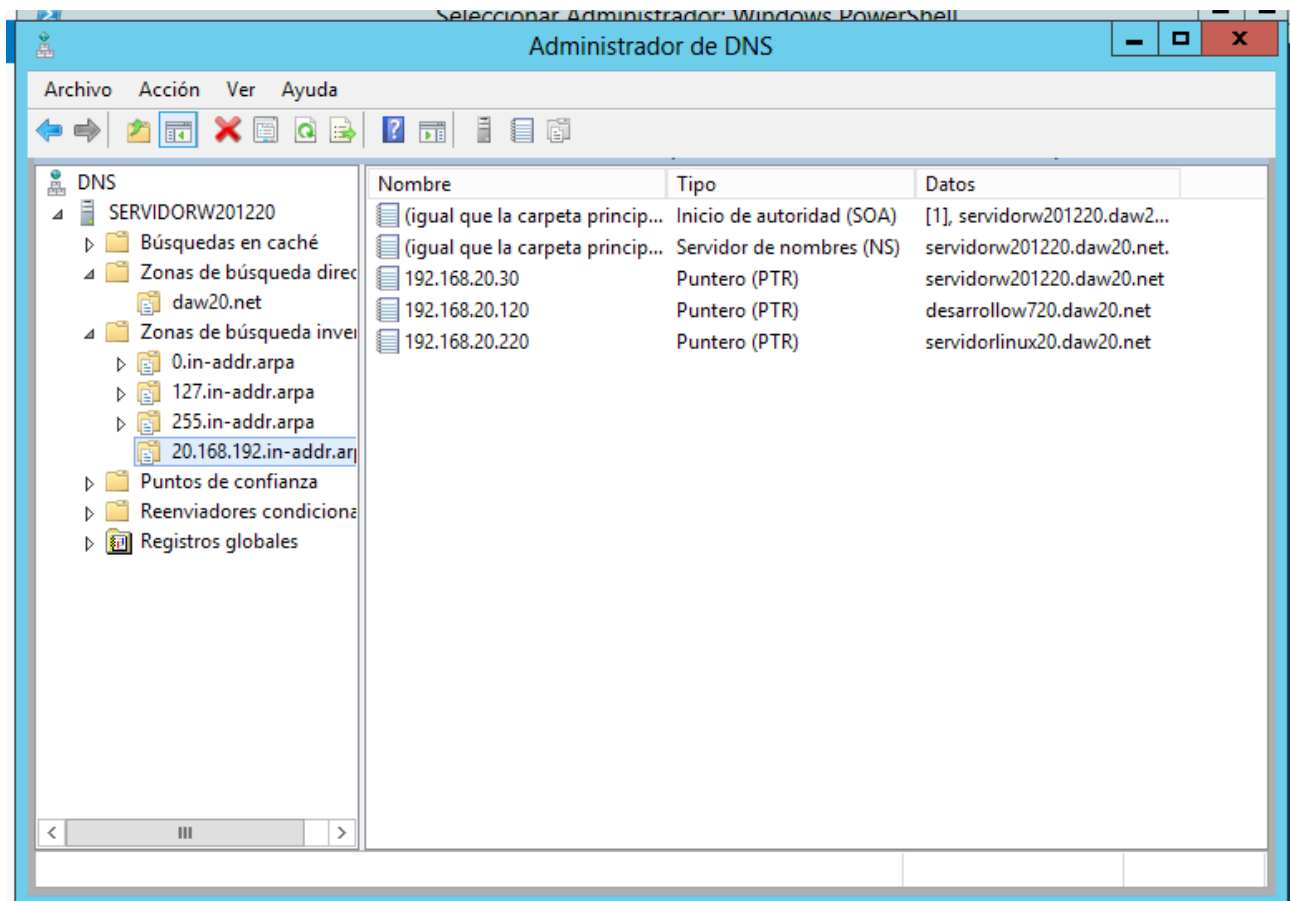 Seleccionar Administrador: Windows PowerShell
Administrador de DNS
Archivo Acción Ver Ayuda
DNS
SERVIDORW201220
Búsquedas en caché
Zonas de búsqueda direc
daw20.net
Zonas de búsqueda inver
0.in-addr.arpa
127.in-addr.arpa
255.in-addr.arpa
20.168.192.in-addr.arp
Puntos de confianza
Reenviadores condiciona
Registros globales
Nombre Tipo Datos
(igual que la carpeta princip... Inicio de autoridad (SOA) [1], servidorw201220.daw2...
(igual que la carpeta princip... Servidor de nombres (NS) servidorw201220.daw20.net.
192.168.20.30 Puntero (PTR) servidorw201220.daw20.net
192.168.20.120 Puntero (PTR) desarrollow720.daw20.net
192.168.20.220 Puntero (PTR) servidorlinux20.daw20.net